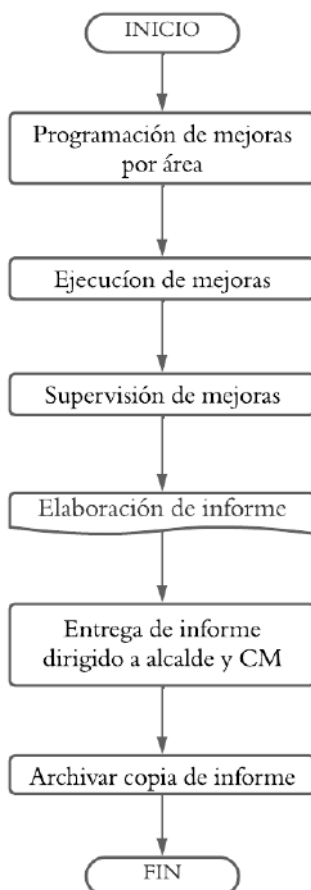 INICIO
Programación de mejoras
por área
Ejecucíon de mejoras
Supervisión de mejoras
Elaboración de informe
Entrega de informe
dirigido a alcalde y CM
Archivar copia de informe
FIN